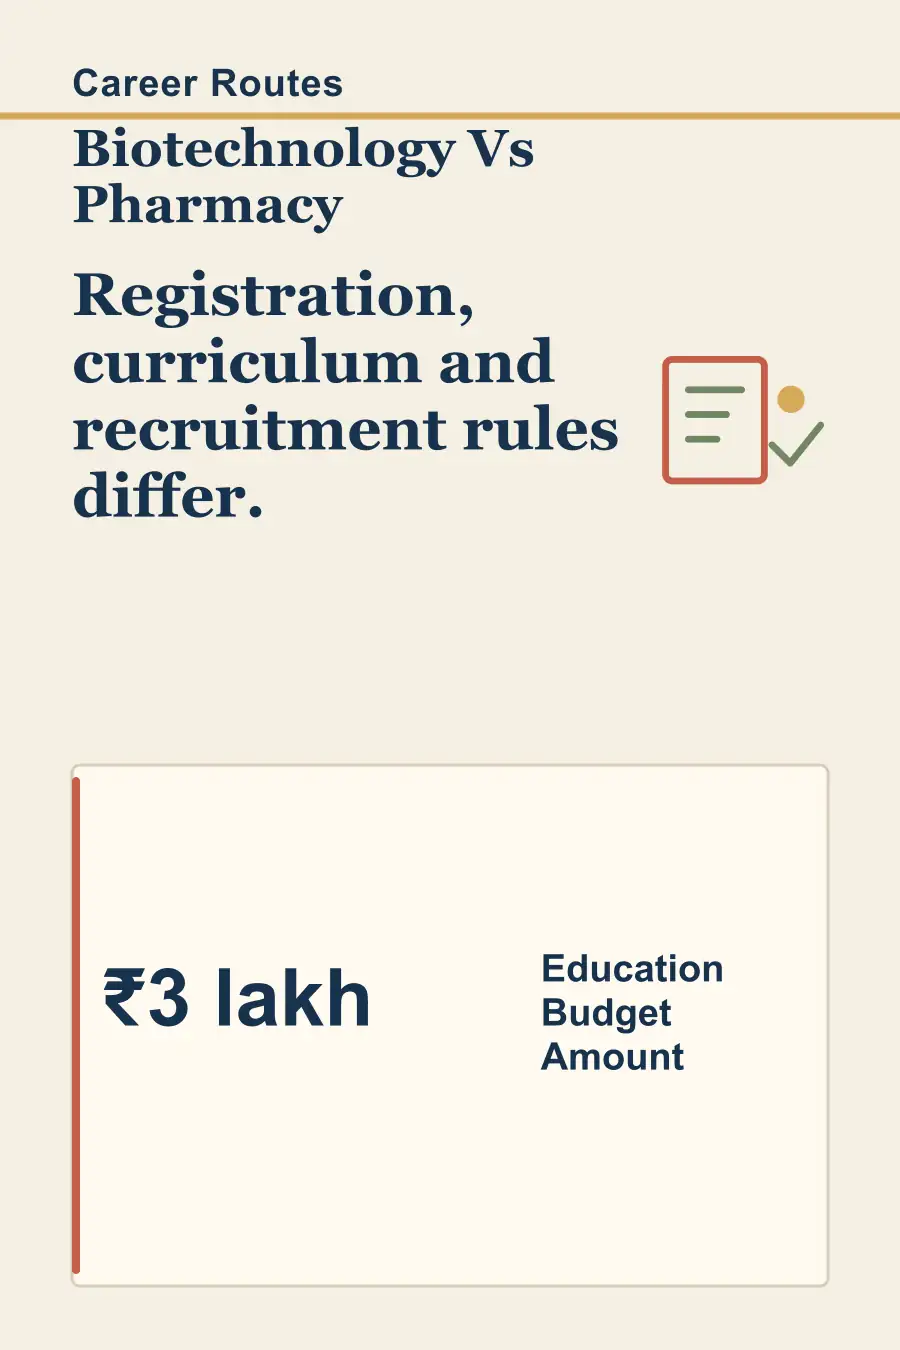 Career Routes
Biotechnology Vs
Pharmacy
Registration,
curriculum and
recruitment rules
differ.
₹3 lakh
Education
Budget
Amount